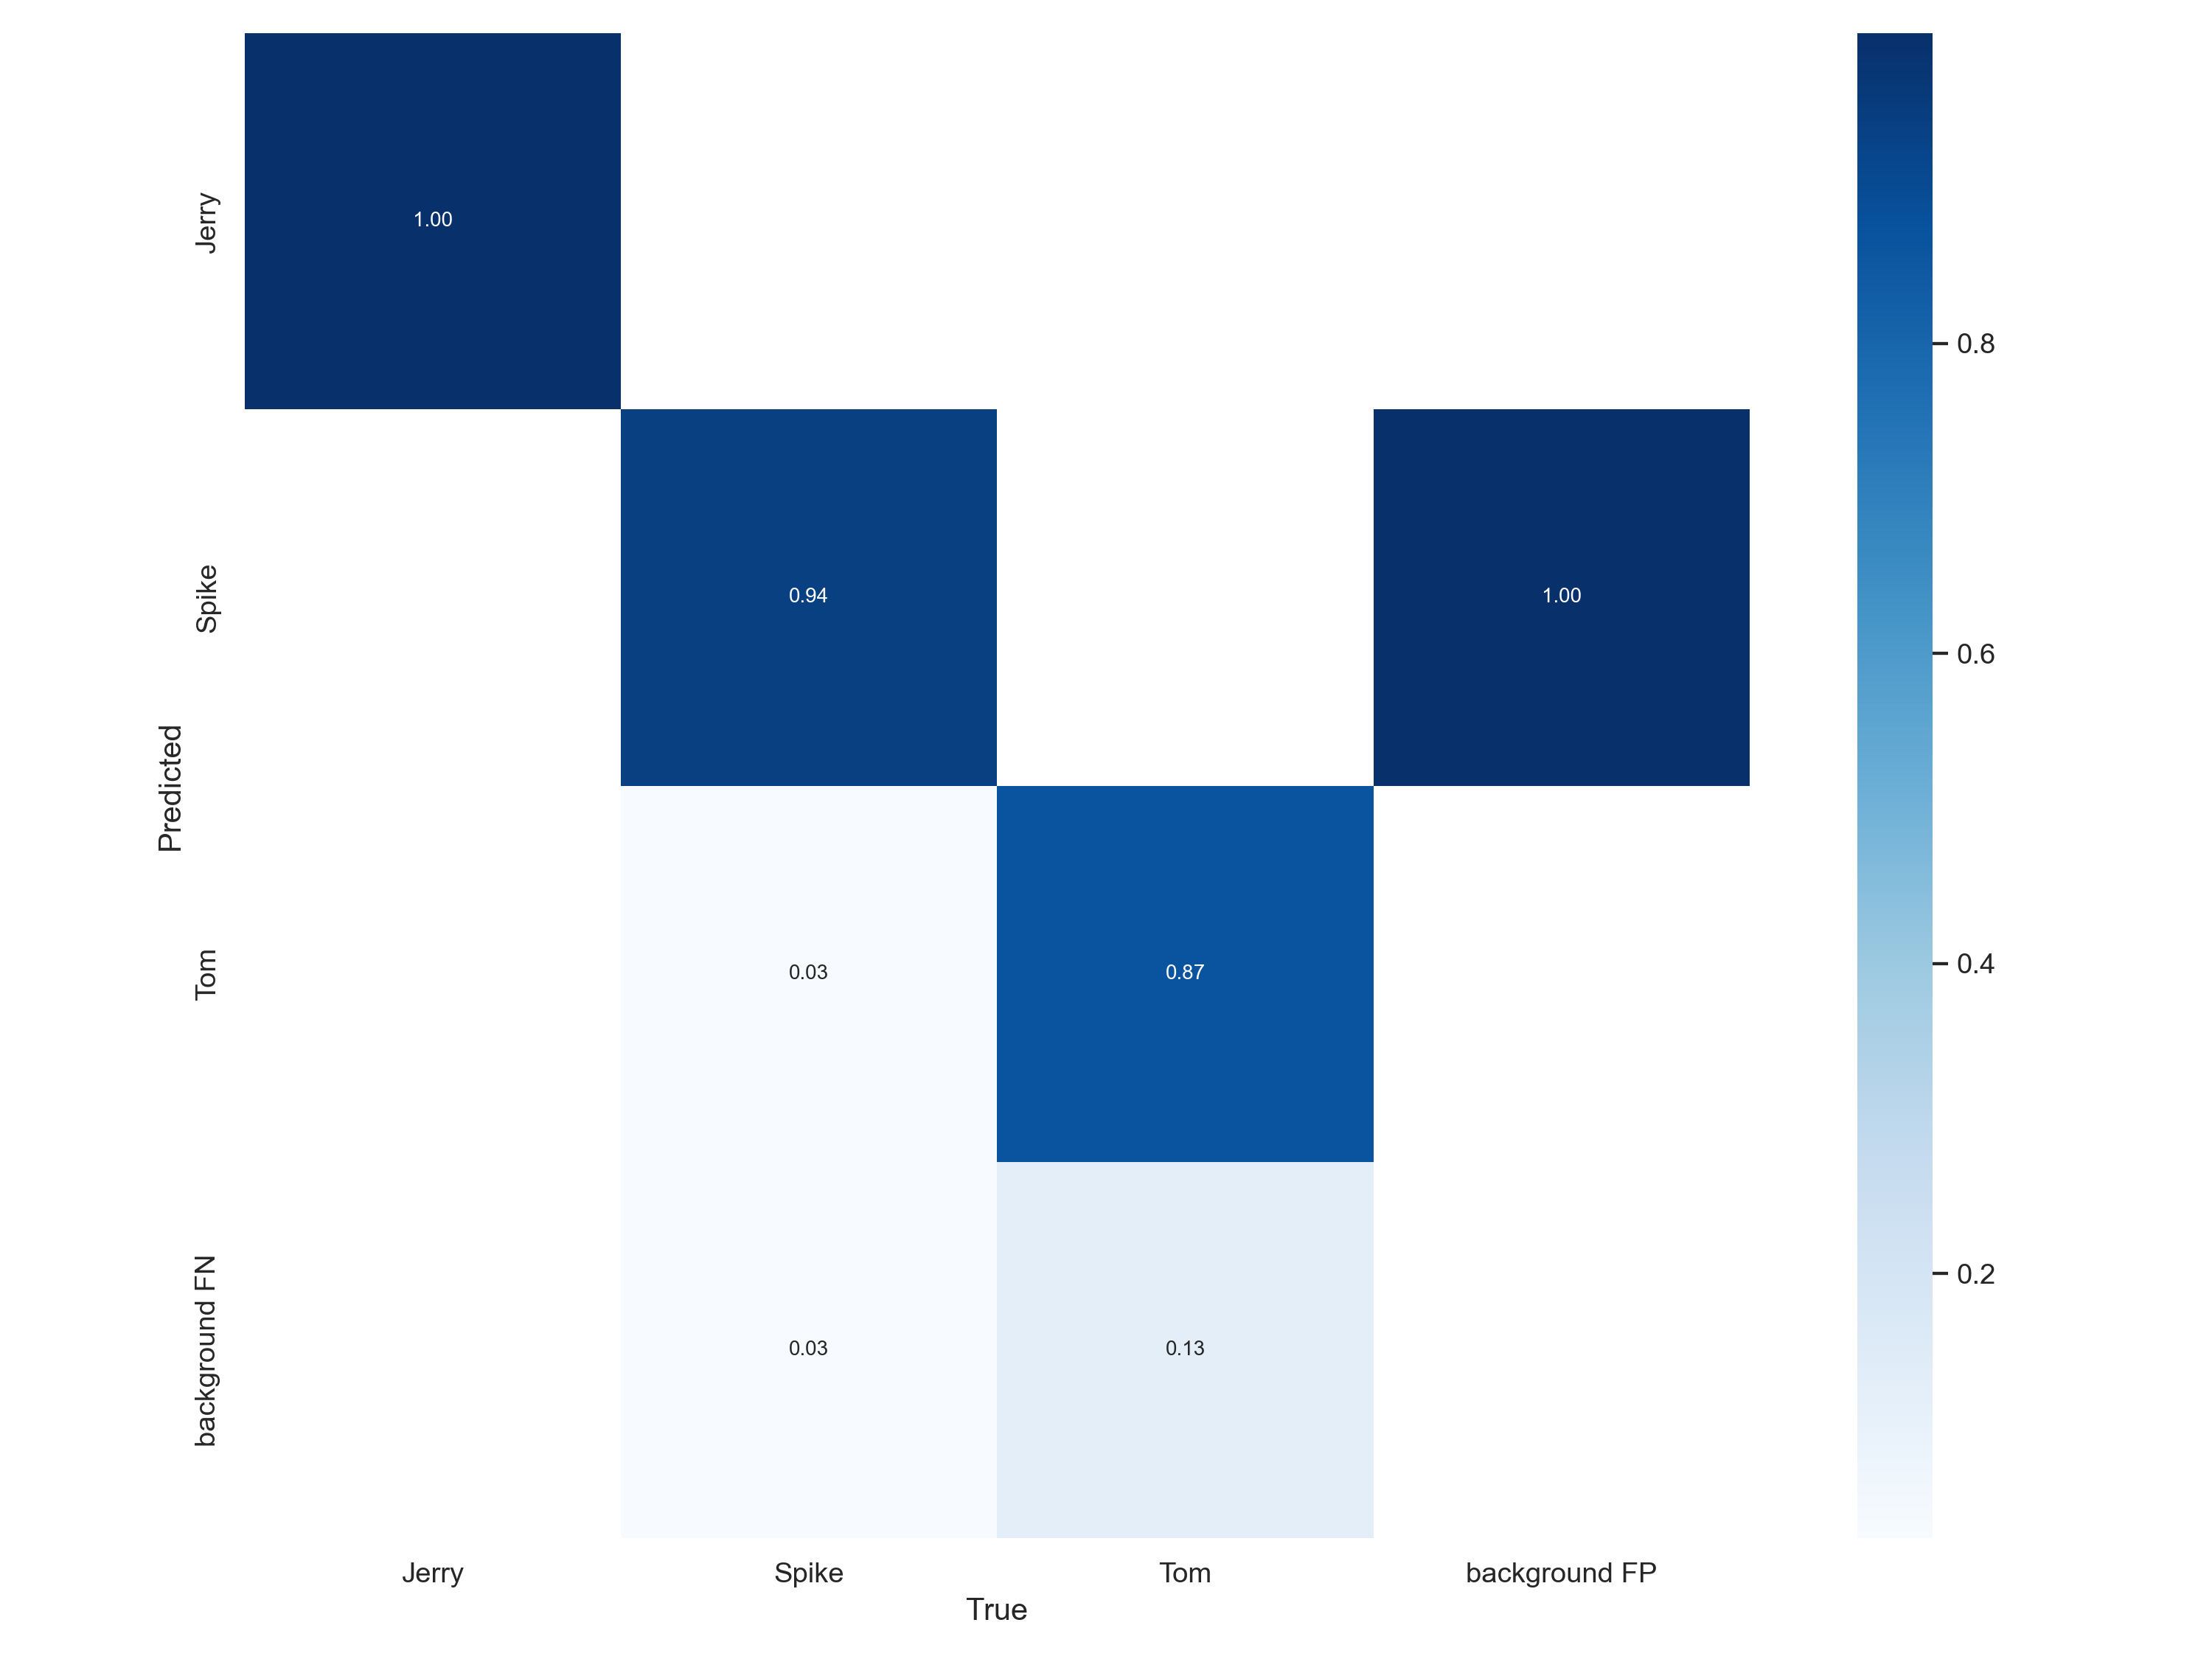 Predicted
Jerry
1.00
Spike
0.94
1.00
Tom
0.03
0.87
background FN
0.03
0.13
Jerry
Spike
Tom
background FP
True
0.8
0.6
0.4
0.2